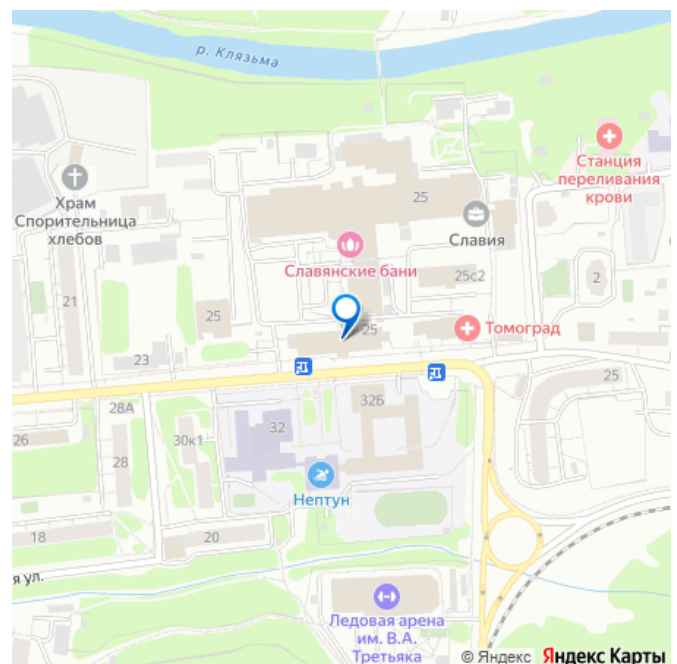 р. Клязьма
Станция
переливания
крови
Храм
Спорительница
хлебов
25
Славия
Славянские бани
25с2
2
21
25
25
Томоград
23
25
28А
32Б
26
30к1
32
28
Нептун
18
20
я ул.
Ледовая арена
им. В.А.
Третьяка
© Яндекс Яндекс Карты